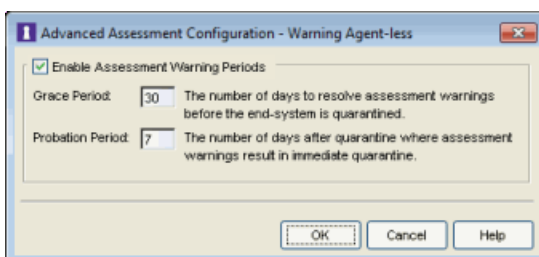 Advanced Assessment Configuration - Warning Agent-less
Enable Assessment Warning Periods
Grace Period: 30 The number of days to resolve assessment warnings
before the end-system is quarantined.
Probation Period: 7 The number of days after quarantine where assessment
warnings result in immediate quarantine.
OK Cancel Help